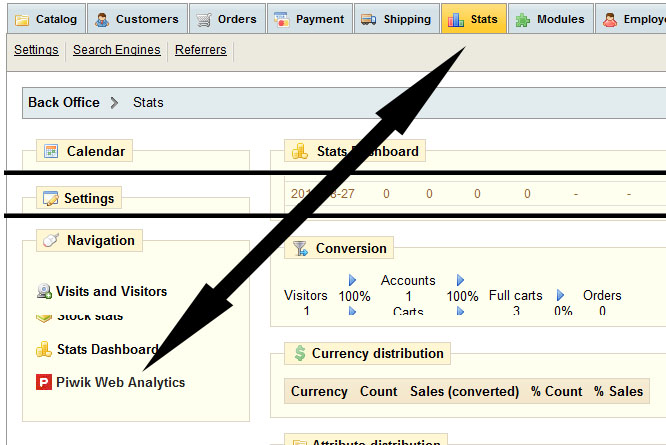 Catalog Customers Orders Payment Shipping Stats Modules Employ
Settings Search Engines Referrers
Back Office > Stats
Calendar
Stats Dashboard
8-27 0 0 0 0 - -
Settings
Navigation
Visits and Visitors
Stock stats
Stats Dashboard
Piwik Web Analytics
Conversion
Visitors 100% Accounts 100% Full carts 0% Orders
1 1 3 0
Carts
Currency distribution
Currency Count Sales (converted) % Count % Sales
Attribute distribution